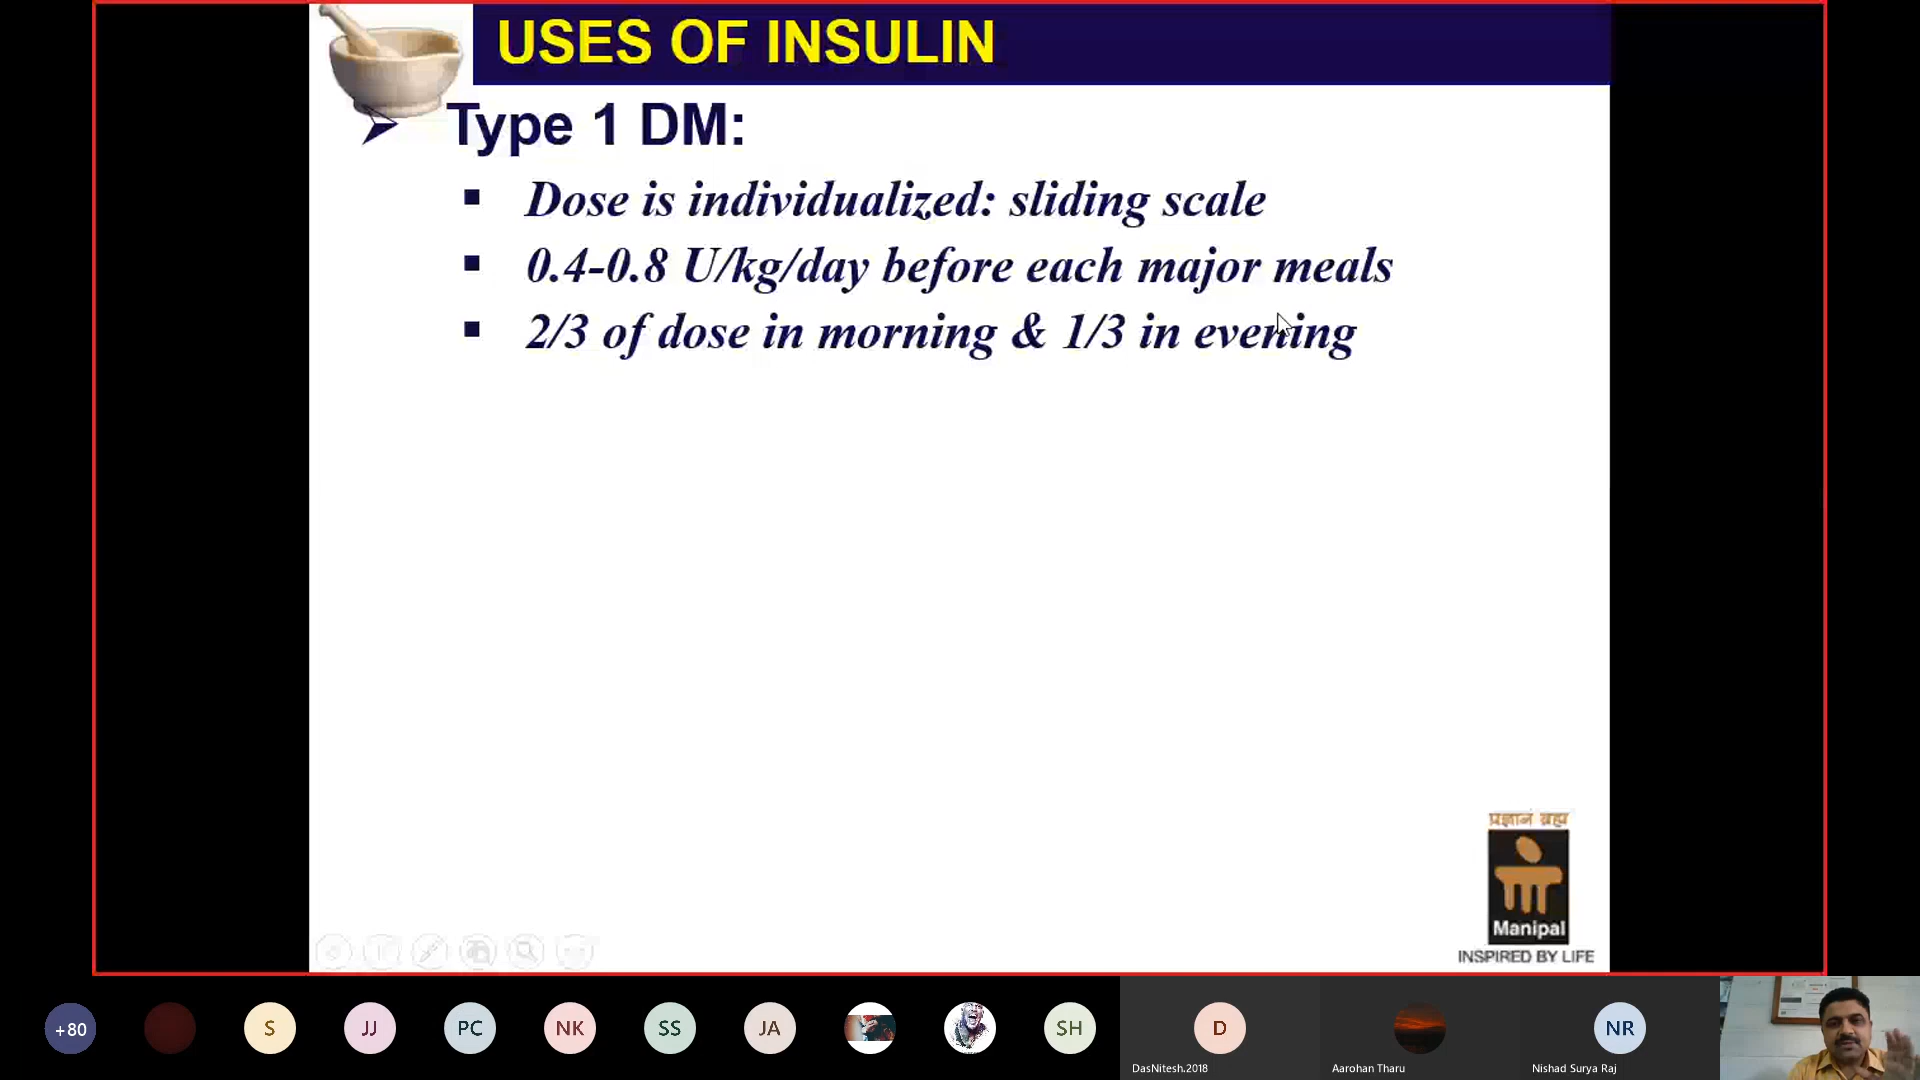 USES OF INSULIN
Type 1 DM:
Dose is individualized: sliding scale
0.4-0.8 U/kg/day before each major meals
2/3 of dose in morning & 1/3 in evening
प्रज्ञानं ब्रह्म
Manipal
INSPIRED BY LIFE
+80
S
JJ
PC
NK
SS
JA
SH
D
NR
DasNitesh.2018
Aarohan Tharu
Nishad Surya Raj